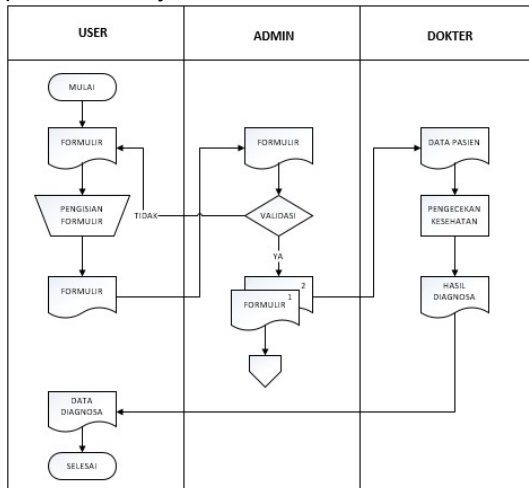 USER
ADMIN
DOKTER
MULAI
FORMULIR
PENGISIAN
FORMULIR
FORMULIR
DATA
DIAGNOSA
SELESAI
TIDAK
FORMULIR
VALIDASI
YA
2
1
FORMULIR
DATA PASIEN
PENGECEKAN
KESEHATAN
HASIL
DIAGNOSA